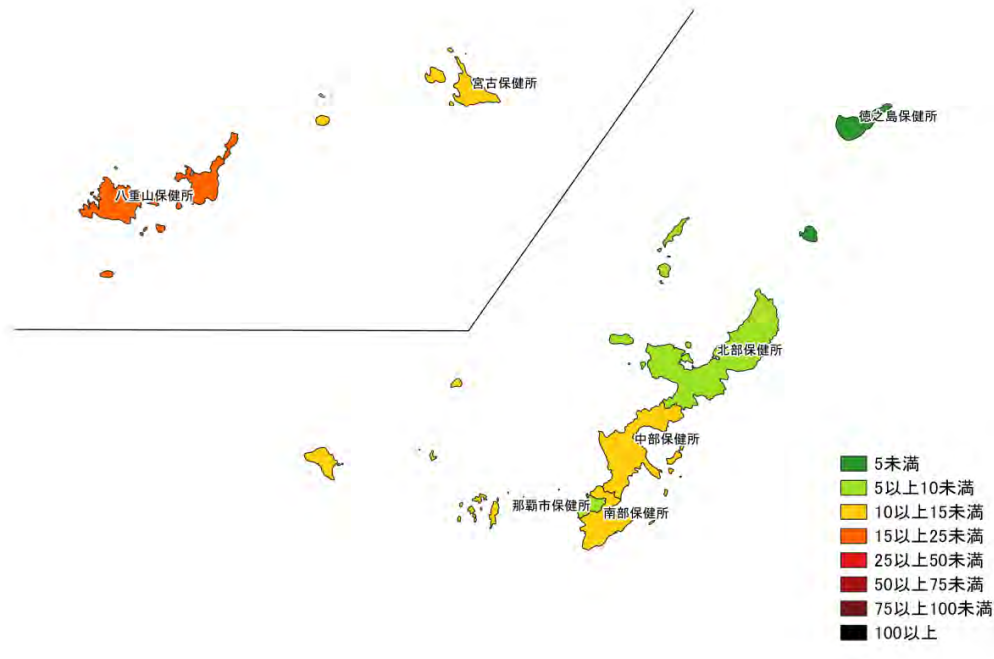 宮古保健所
徳之島保健所
八重山保健所
北部保健所
中部保健所
那覇市保健所
南部保健所
5未満
5以上10未満
10以上15未満
15以上25未満
25以上50未満
50以上75未満
75以上100未満
100以上